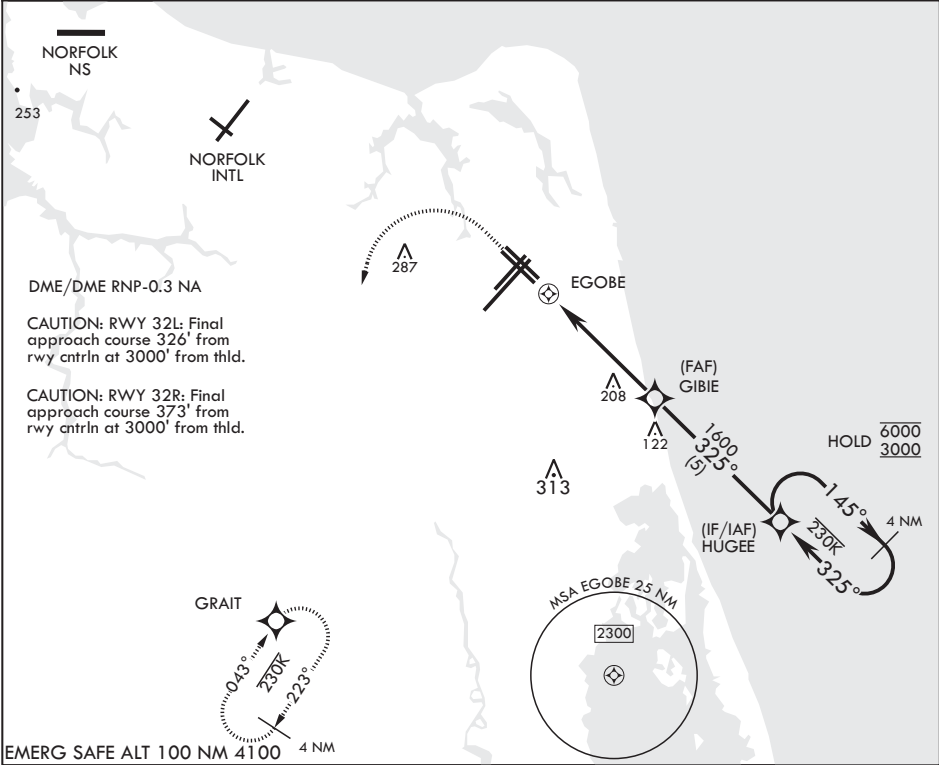 NORFOLK
NS
253
NORFOLK
INTL
287
DME/DME RNP-0.3 NA
EGOBE
CAUTION: RWY 32L: Final
approach course 326' from
rwy cntrln at 3000' from thld.
(FAF)
GIBIE
208
CAUTION: RWY 32R: Final
approach course 373' from
rwy cntrln at 3000' from thld.
122
1600
325°
(5)
HOLD 6000
3000
313
145°
4 NM
(IF/IAF)
HUGEE
230K
325°
MSA EGOBE 25 NM
GRAIT
2300
043°
230K
223°
4 NM
EMERG SAFE ALT 100 NM 4100